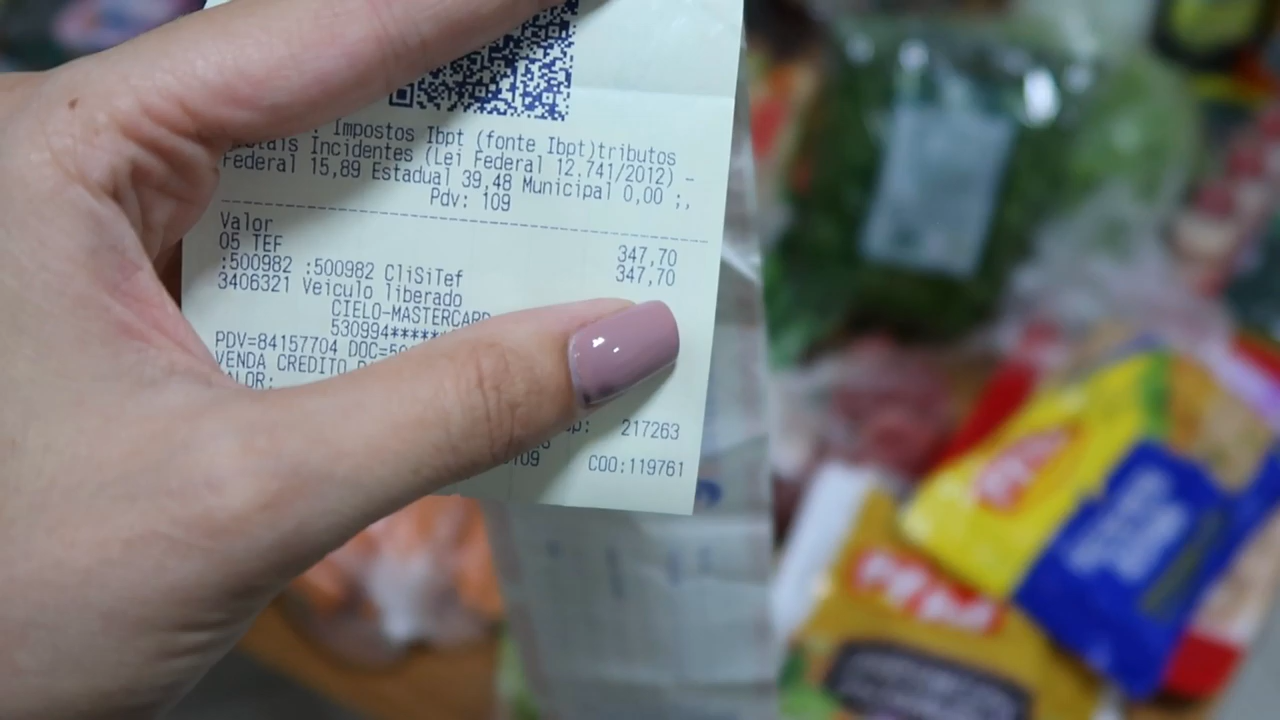 Impostos Ibpt (fonte Ibpt)tributos
Incidentes (Lei Federal 12.741/2012) -
Federal 15,89 Estadual 39,48 Municipal 0,00 ;,
Pdv: 109
Valor 347,70
05 TEF 347,70
:500982 :500982 CliSiTef
3406321 Veiculo liberado
CIELO-MASTERCARD
530994*****
PDV=84157704
VENDA CREDITO
217263
COO:119761